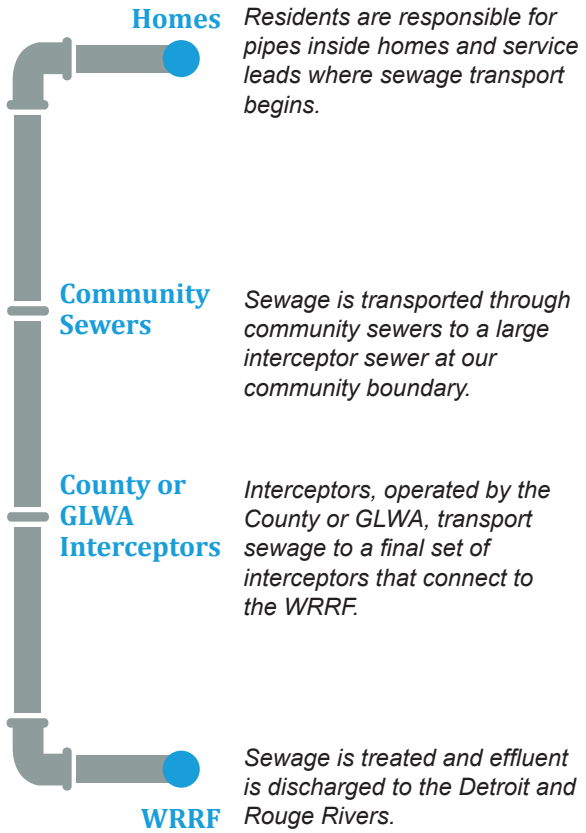 Homes
Residents are responsible for
pipes inside homes and service
leads where sewage transport
begins.
Community
Sewers
Sewage is transported through
community sewers to a large
interceptor sewer at our
community boundary.
County or
GLWA
Interceptors
Interceptors, operated by the
County or GLWA, transport
sewage to a final set of
interceptors that connect to
the WRRF.
WRRF
Sewage is treated and effluent
is discharged to the Detroit and
Rouge Rivers.